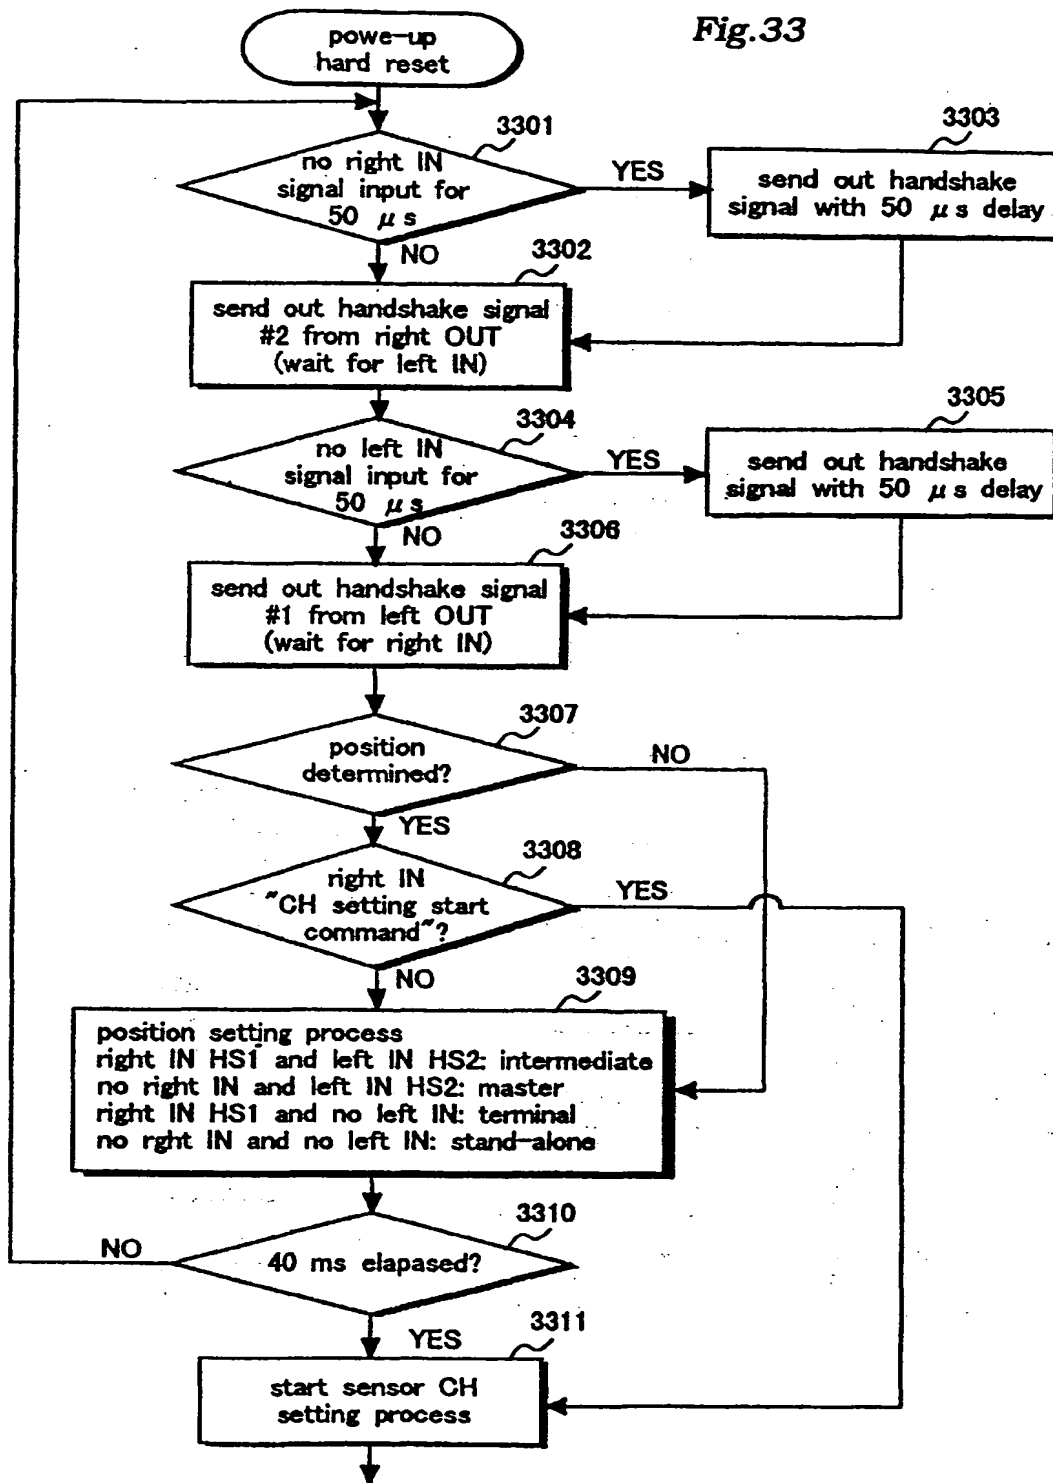 Fig.33
powe-up
hard reset
3301
no right IN
signal input for
50 μs
YES
3303
send out handshake
signal with 50 μs delay
NO
3302
send out handshake signal
#2 from right OUT
(wait for left IN)
3304
no left IN
signal input for
50 μs
YES
3305
send out handshake
signal with 50 μs delay
NO
3306
send out handshake signal
#1 from left OUT
(wait for right IN)
3307
position
determined?
NO
YES
3308
right IN
"CH setting start
command"?
YES
NO
3309
position setting process
right IN HS1 and left IN HS2: intermediate
no right IN and left IN HS2: master
right IN HS1 and no left IN: terminal
no rght IN and no left IN: stand-alone
3310
40 ms elapased?
NO
YES
3311
start sensor CH
setting process